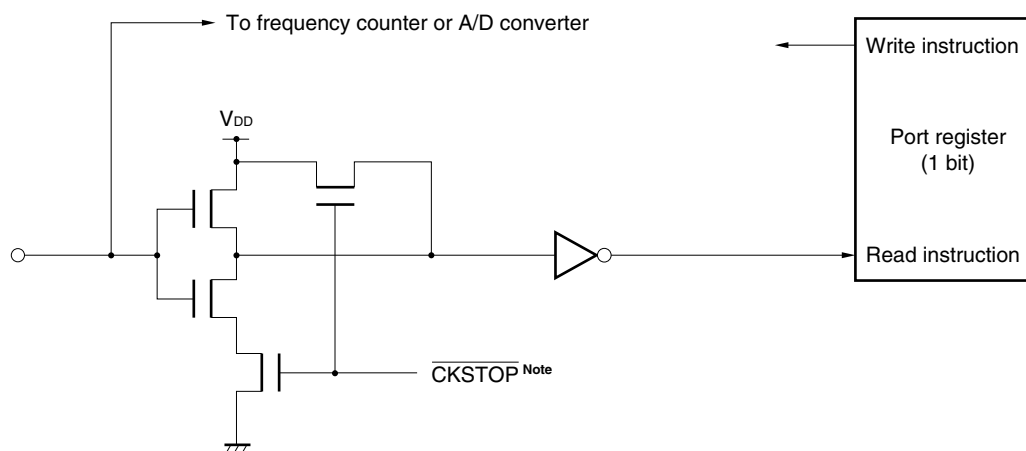 To frequency counter or A/D converter
Write instruction
VDD
Port register
(1 bit)
Read instruction
CKSTOP Note